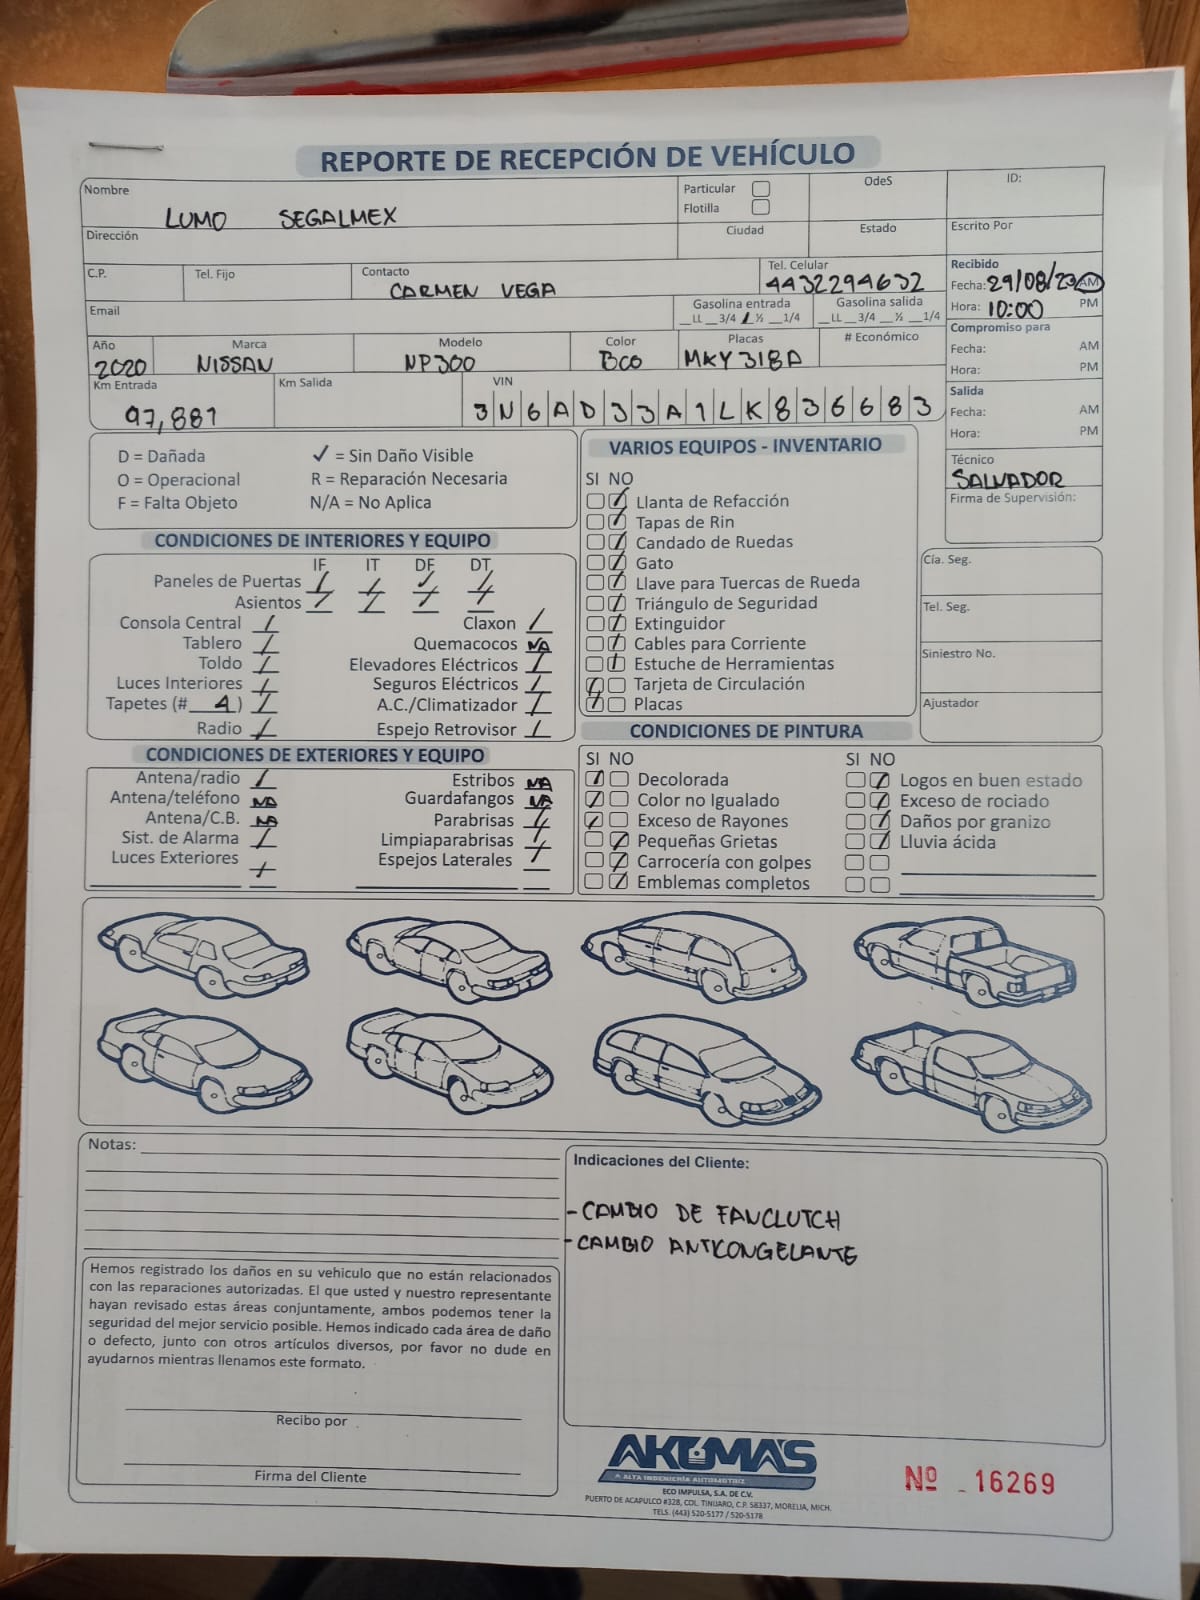 REPORTE DE RECEPCIÓN DE VEHÍCULO
Nombre
LUMO SEGALMEX
Particular
Flotilla
OdeS
ID:
Dirección
Ciudad
Estado
Escrito Por
C.P.
Tel. Fijo
Contacto
CARMEN VEGA
Tel. Celular
4432294632
Recibido
Fecha: 29/08/23 AM
Hora: 10:00 PM
Email
Gasolina entrada
_LL _3/4 _½ _1/4
Gasolina salida
_LL _3/4 _½ _1/4
Compromiso para
Fecha: AM
Hora: PM
Año
2020
Marca
NISSAN
Modelo
NP300
Color
BCO
Placas
MKY318A
# Económico
Km Entrada
97,881
Km Salida
VIN
3N6AD33A1LK836683
Salida
Fecha: AM
Hora: PM
Técnico
SALVADOR
Firma de Supervisión:
D = Dañada ✓ = Sin Daño Visible
O = Operacional R = Reparación Necesaria
F = Falta Objeto N/A = No Aplica
CONDICIONES DE INTERIORES Y EQUIPO
IF IT DF DT
Paneles de Puertas
Asientos
Consola Central
Claxon
Tablero
Quemacocos NA
Toldo
Elevadores Eléctricos
Luces Interiores
Seguros Eléctricos
Tapetes (# 4 )
A.C./Climatizador
Radio
Espejo Retrovisor
VARIOS EQUIPOS - INVENTARIO
SI NO
Llanta de Refacción
Tapas de Rin
Candado de Ruedas
Gato
Llave para Tuercas de Rueda
Triángulo de Seguridad
Extinguidor
Cables para Corriente
Estuche de Herramientas
Tarjeta de Circulación
Placas
Cía. Seg.
Tel. Seg.
Siniestro No.
Ajustador
CONDICIONES DE EXTERIORES Y EQUIPO
Antena/radio
Estribos NA
Antena/teléfono NA
Guardafangos NA
Antena/C.B. NA
Parabrisas
Sist. de Alarma
Limpiaparabrisas
Luces Exteriores
Espejos Laterales
CONDICIONES DE PINTURA
SI NO
SI NO
Decolorada
Logos en buen estado
Color no Igualado
Exceso de rociado
Exceso de Rayones
Daños por granizo
Pequeñas Grietas
Lluvia ácida
Carrocería con golpes
Emblemas completos
Notas:
Indicaciones del Cliente:
- CAMBIO DE FANCLUTCH
- CAMBIO ANTICONGELANTE
Hemos registrado los daños en su vehiculo que no están relacionados
con las reparaciones autorizadas. El que usted y nuestro representante
hayan revisado estas áreas conjuntamente, ambos podemos tener la
seguridad del mejor servicio posible. Hemos indicado cada área de daño
o defecto, junto con otros artículos diversos, por favor no dude en
ayudarnos mientras llenamos este formato.
Recibo por
Firma del Cliente
AKUMA'S
ALTA INGENIERÍA AUTOMOTRIZ
ECO IMPULSA, S.A. DE C.V.
PUERTO DE ACAPULCO #328, COL. TINIJARO, C.P. 58337, MORELIA, MICH.
TELS. (443) 520-5177 / 520-5178
Nº 16269